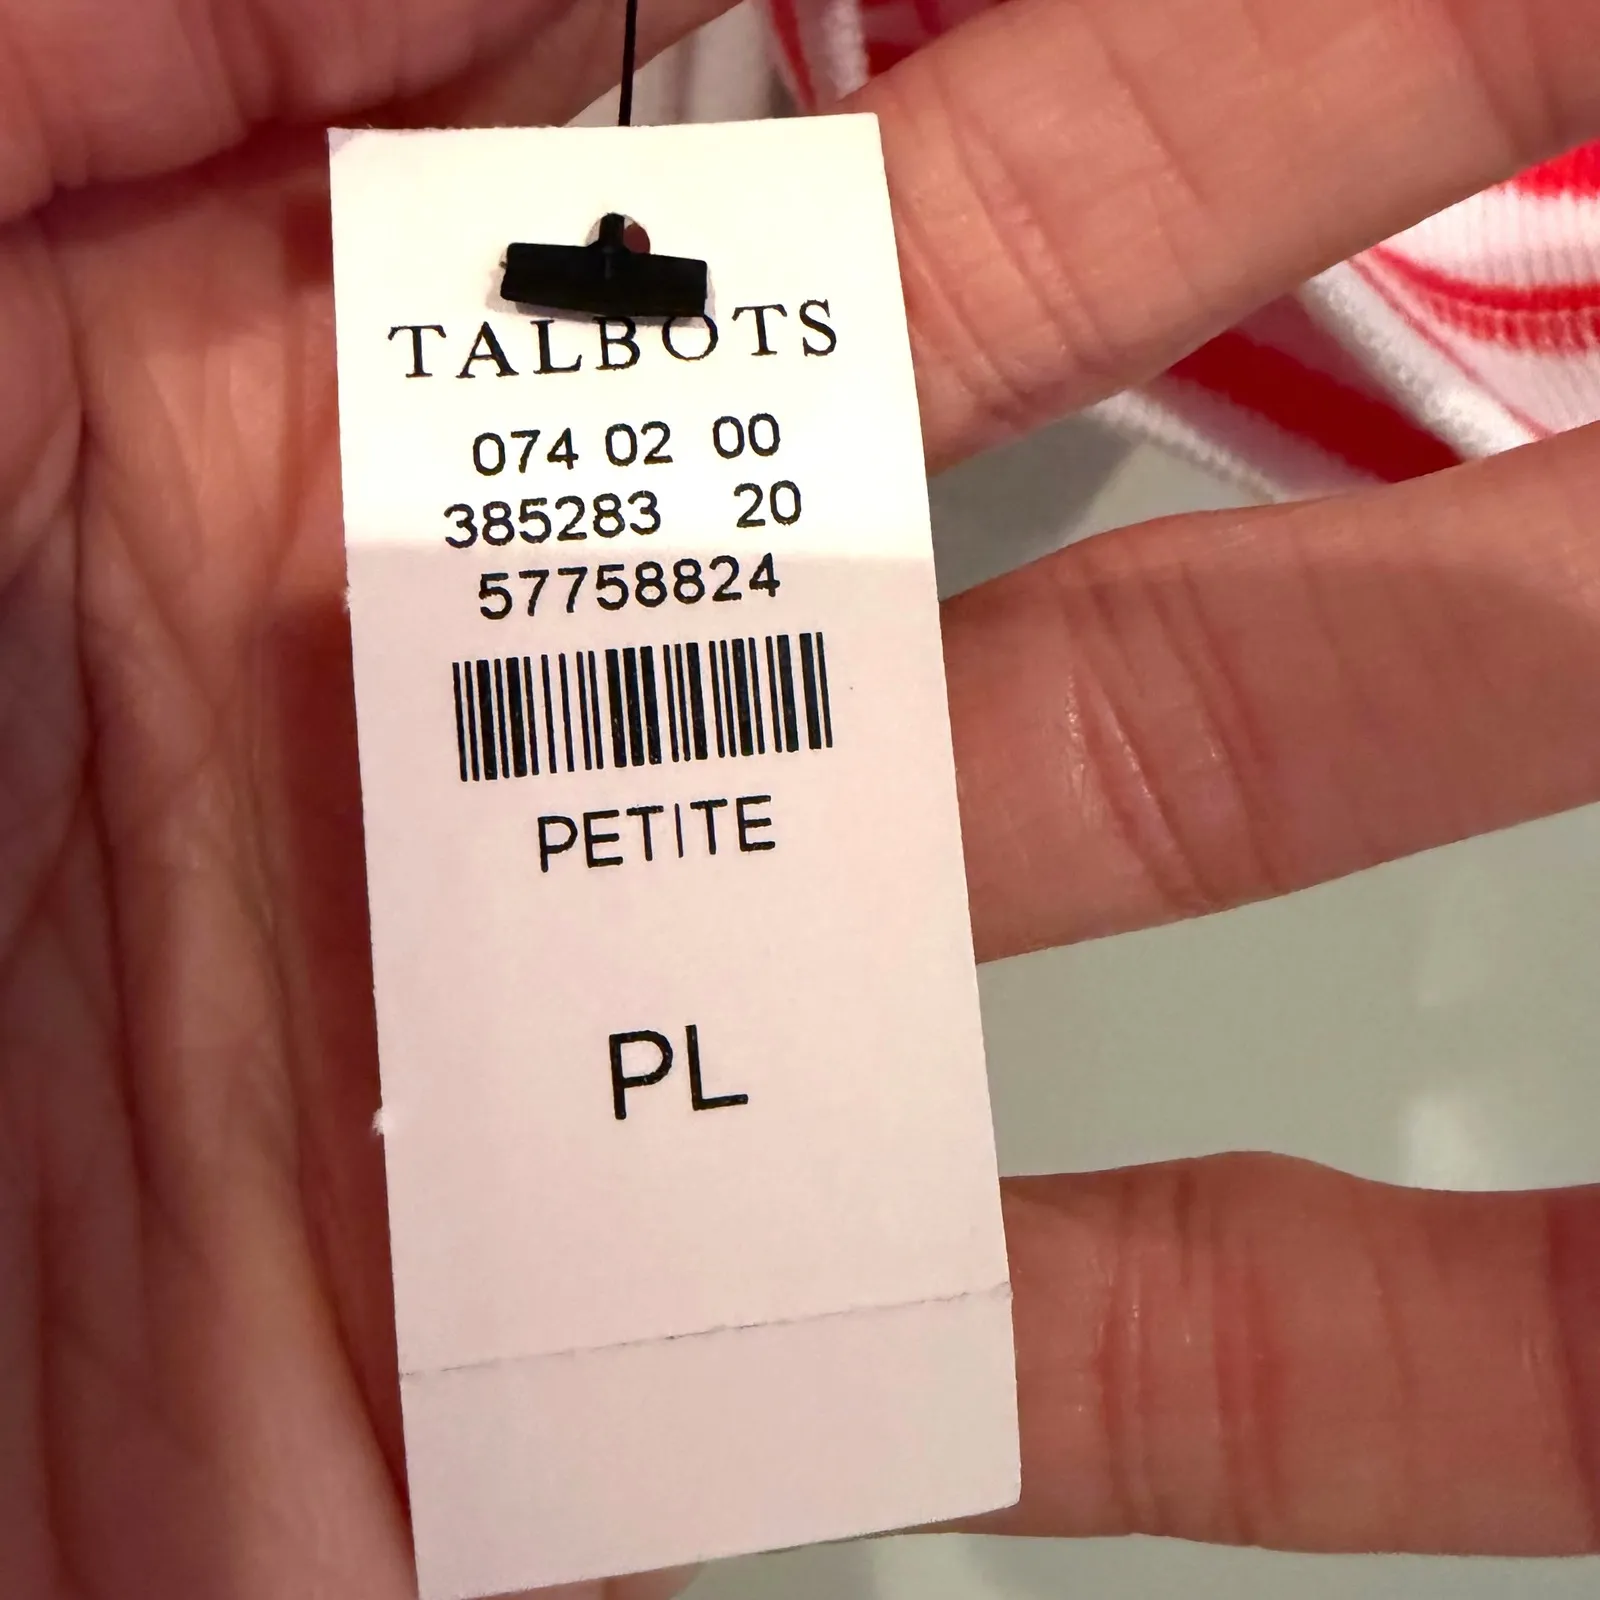 TALBOTS
074 02 00
385283 20
57758824
PETITE
PL